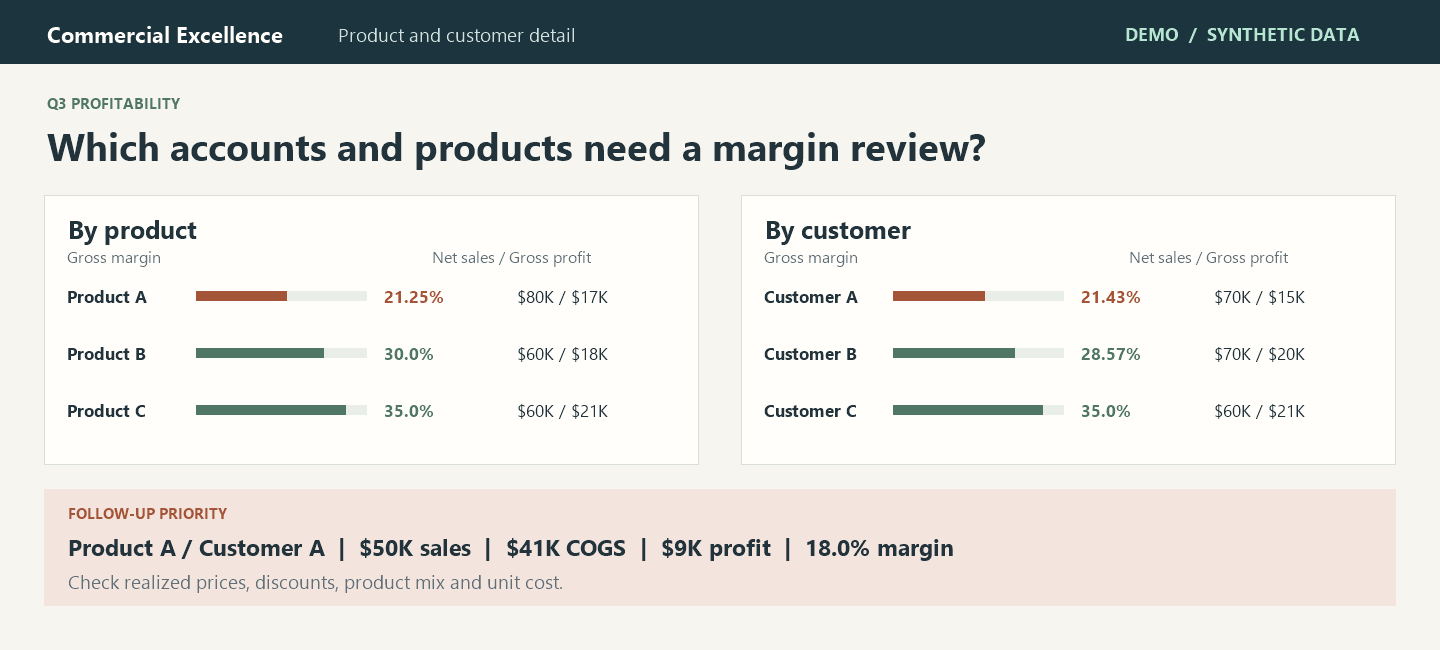 Commercial Excellence Product and customer detail DEMO / SYNTHETIC DATA
Q3 PROFITABILITY
Which accounts and products need a margin review?
By product
Gross margin Net sales / Gross profit
Product A 21.25% $80K / $17K
Product B 30.0% $60K / $18K
Product C 35.0% $60K / $21K
By customer
Gross margin Net sales / Gross profit
Customer A 21.43% $70K / $15K
Customer B 28.57% $70K / $20K
Customer C 35.0% $60K / $21K
FOLLOW-UP PRIORITY
Product A / Customer A | $50K sales | $41K COGS | $9K profit | 18.0% margin
Check realized prices, discounts, product mix and unit cost.